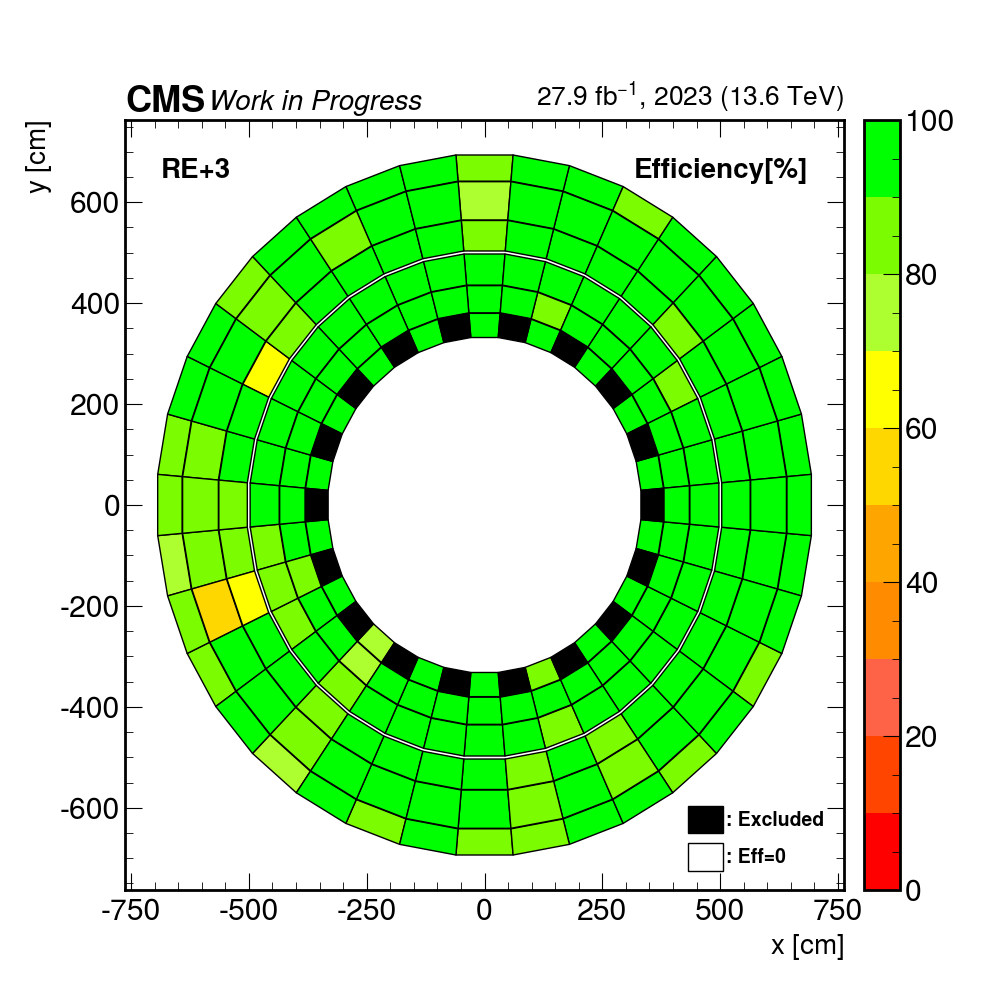 CMS Work in Progress 27.9 fb⁻¹, 2023 (13.6 TeV)
y [cm]
RE+3 Efficiency[%]
100
80
60
40
20
0
600
400
200
0
-200
-400
-600
: Excluded
: Eff=0
-750 -500 -250 0 250 500 750
x [cm]